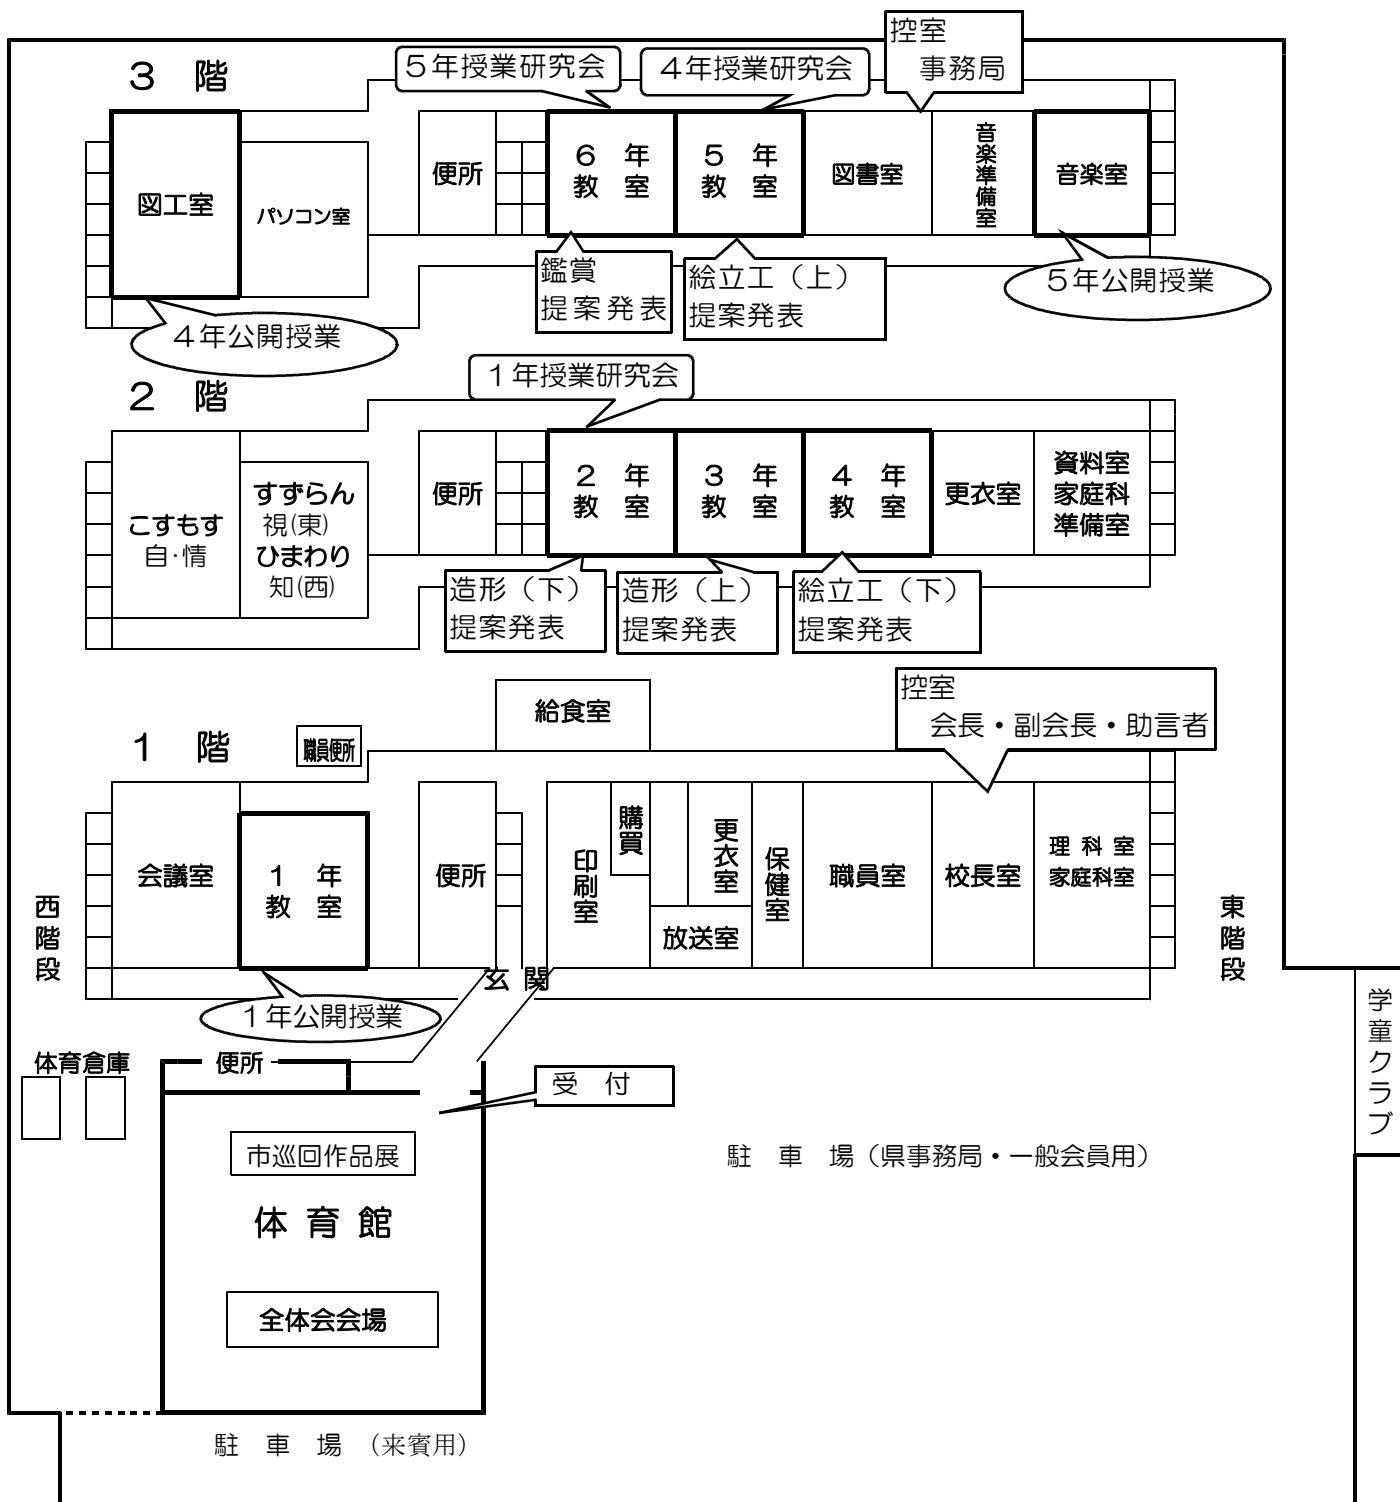 控室
事務局
３　階
５年授業研究会
４年授業研究会
図工室
パソコン室
便所
６　年
教　室
５　年
教　室
図書室
音楽準備室
音楽室
鑑賞
提案発表
絵立工（上）
提案発表
５年公開授業
４年公開授業
２　階
１年授業研究会
こすもす
自･情
すずらん
視(東)
ひまわり
知(西)
便所
２　年
教　室
３　年
教　室
４　年
教　室
更衣室
資料室
家庭科
準備室
造形（下）
提案発表
造形（上）
提案発表
絵立工（下）
提案発表
控室
会長・副会長・助言者
給食室
１　階
職員便所
会議室
１　年
教　室
便所
印刷室
購買
更衣室
放送室
保健室
職員室
校長室
理科室
家庭科室
西階段
東階段
玄関
１年公開授業
学童クラブ
体育倉庫
便所
受　付
市巡回作品展
駐　車　場（県事務局・一般会員用）
体育館
全体会会場
駐　車　場　（来賓用）